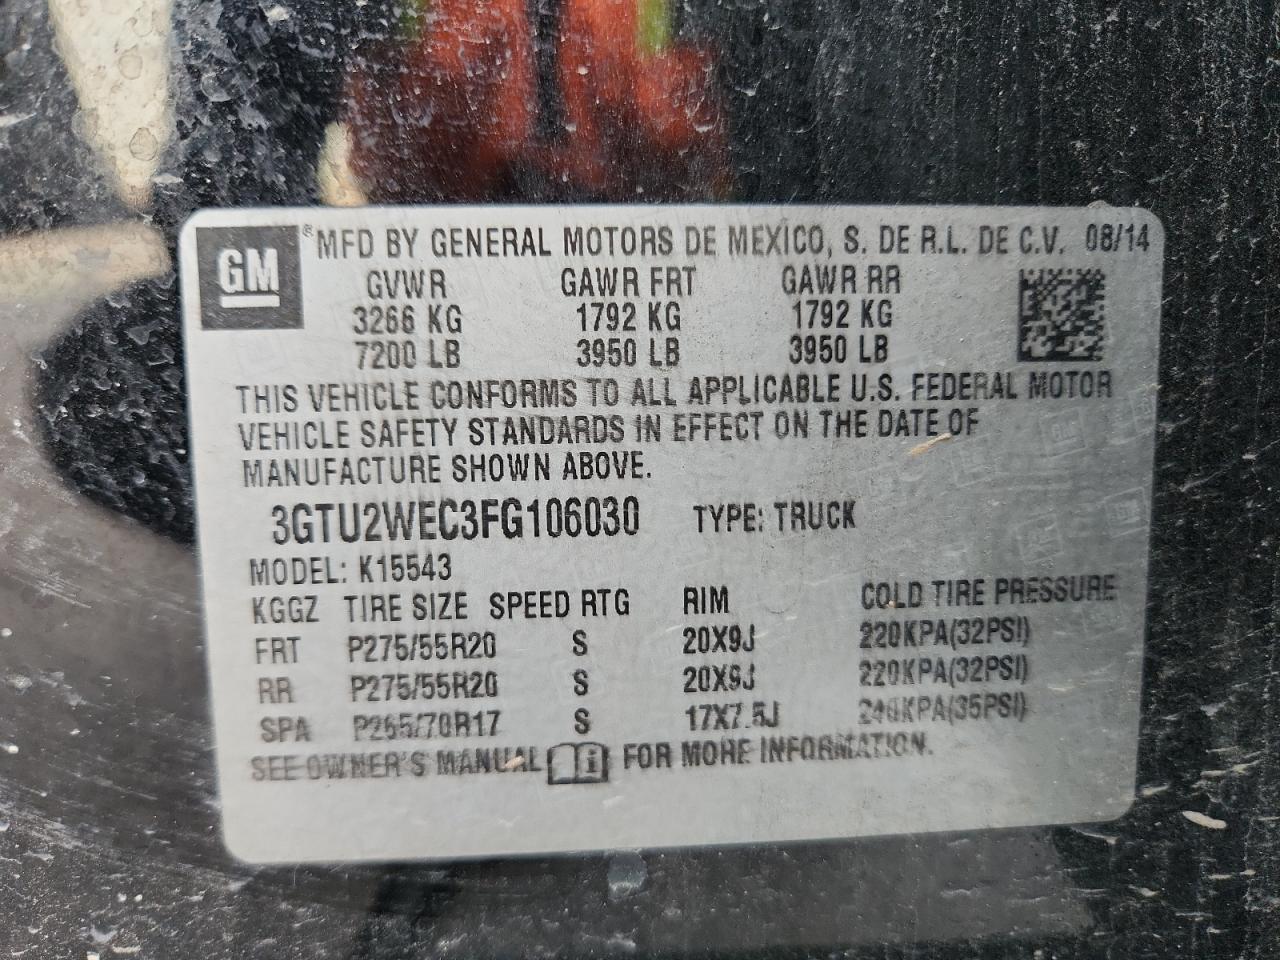 GM ® MFD BY GENERAL MOTORS DE MEXICO, S. DE R.L. DE C.V. 08/14
GVWR GAWR FRT GAWR RR
3266 KG 1792 KG 1792 KG
7200 LB 3950 LB 3950 LB
THIS VEHICLE CONFORMS TO ALL APPLICABLE U.S. FEDERAL MOTOR
VEHICLE SAFETY STANDARDS IN EFFECT ON THE DATE OF
MANUFACTURE SHOWN ABOVE.
3GTU2WEC3FG106030 TYPE: TRUCK
MODEL: K15543
KGGZ TIRE SIZE SPEED RTG RIM COLD TIRE PRESSURE
FRT P275/55R20 S 20X9J 220KPA(32PSI)
RR P275/55R20 S 20X9J 220KPA(32PSI)
SPA P265/70R17 S 17X7.5J 240KPA(35PSI)
SEE OWNER'S MANUAL i FOR MORE INFORMATION.